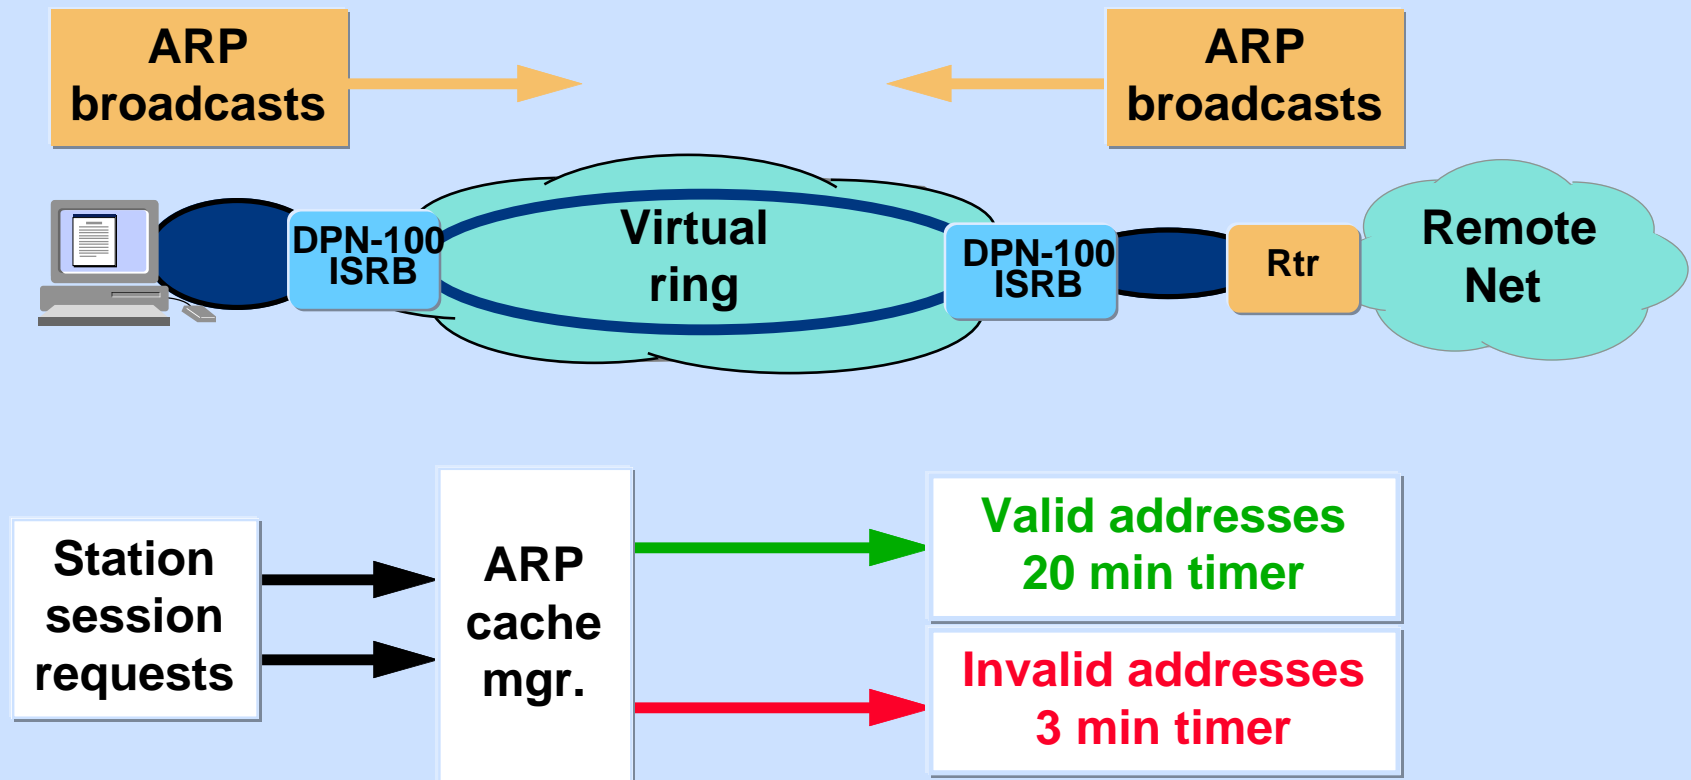 ARP
broadcasts
ARP
broadcasts
DPN-100
ISRB
Virtual
ring
DPN-100
ISRB
Rtr
Remote
Net
Station
session
requests
ARP
cache
mgr.
Valid addresses
20 min timer
Invalid addresses
3 min timer